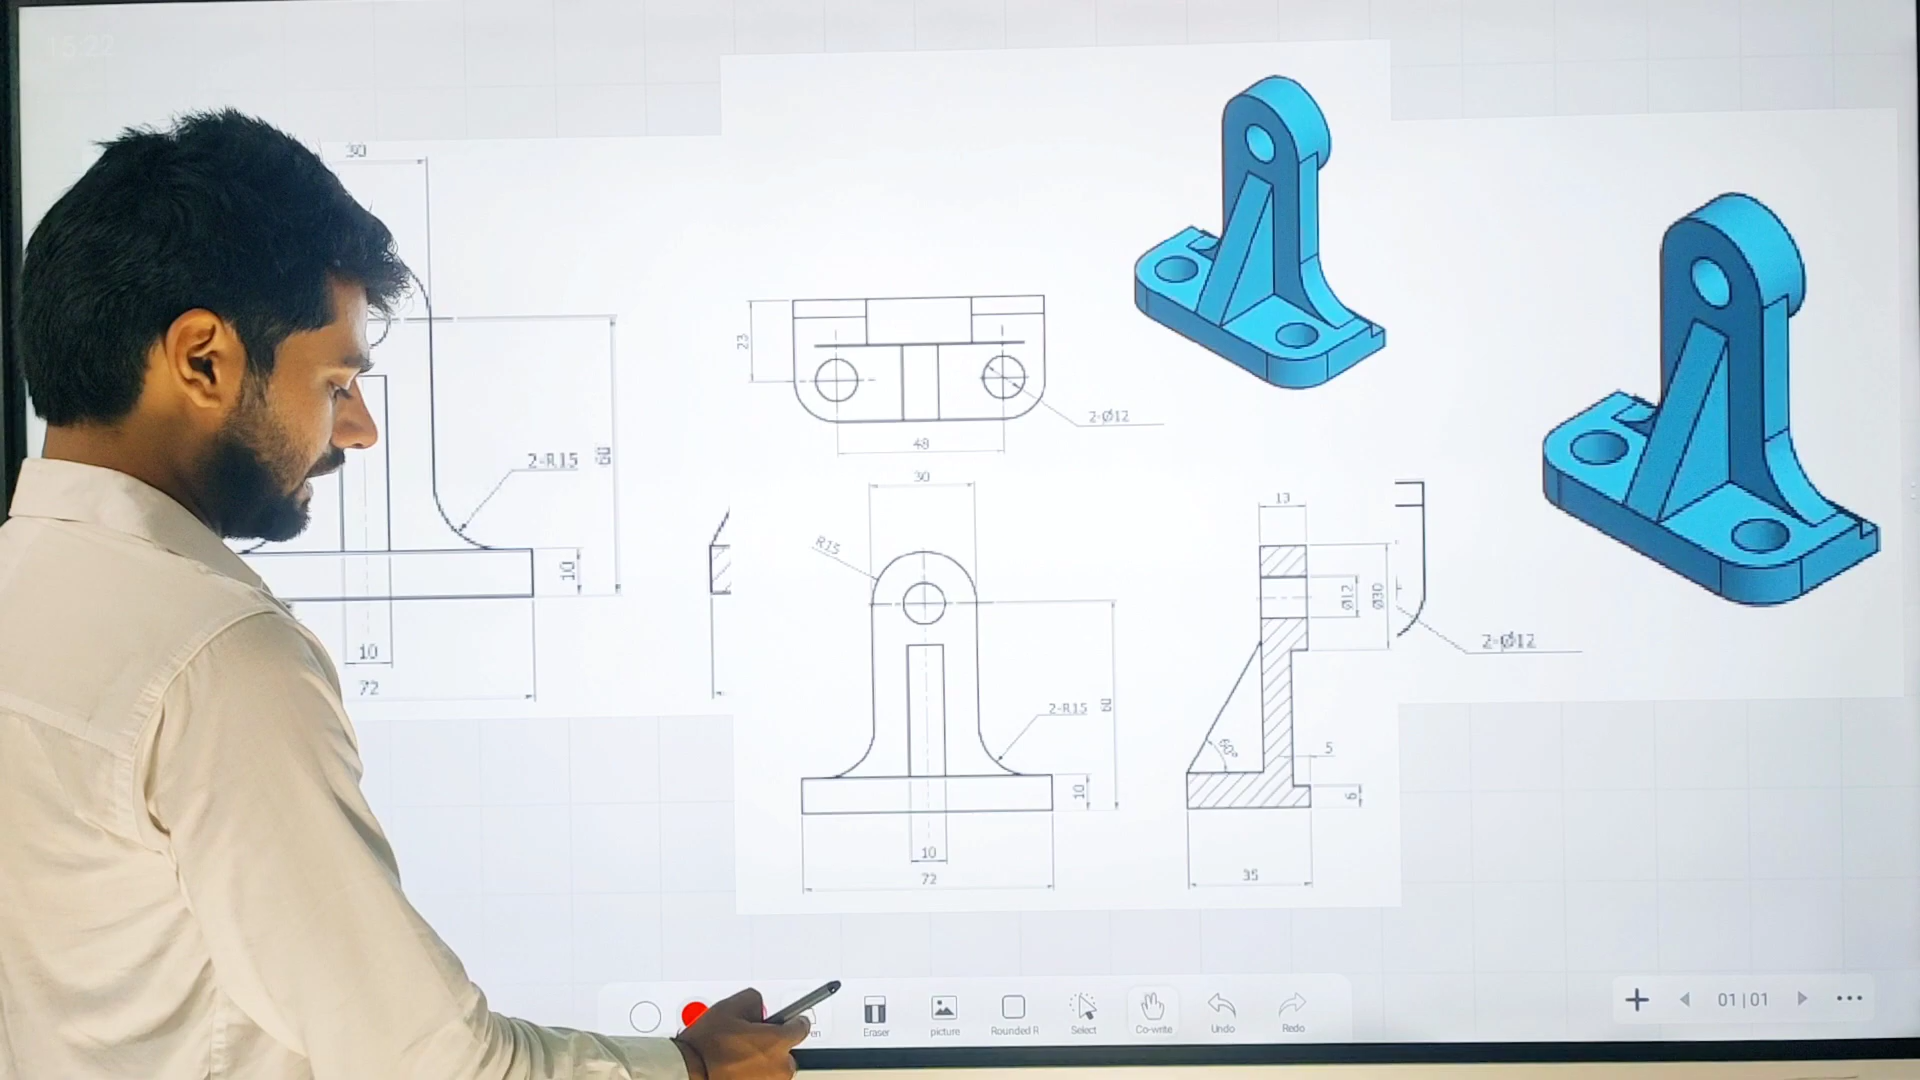 15:22
30
2-R15
60
10
10
72
23
2-Ø12
48
30
R15
2-R15
60
10
10
72
13
Ø12
Ø30
60°
5
6
35
2-Ø12
Eraser
picture
Rounded R
Select
Co-write
Undo
Redo
01|01